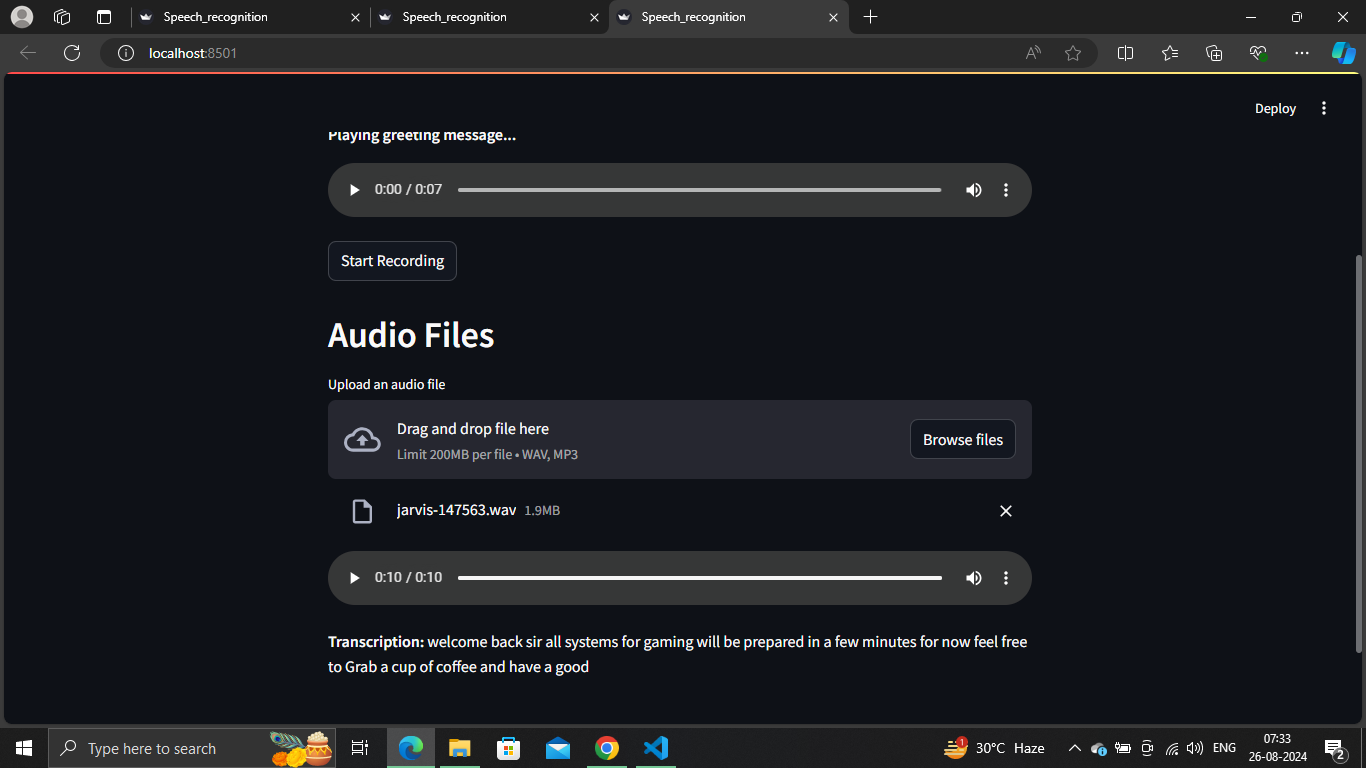 Speech_recognition
Speech_recognition
Speech_recognition
localhost:8501
Deploy
Playing greeting message...
0:00 / 0:07
Start Recording
Audio Files
Upload an audio file
Drag and drop file here
Limit 200MB per file • WAV, MP3
Browse files
jarvis-147563.wav 1.9MB
0:10 / 0:10
Transcription: welcome back sir all systems for gaming will be prepared in a few minutes for now feel free
to Grab a cup of coffee and have a good
Type here to search
1
30°C Haze
ENG
07:33
26-08-2024
2